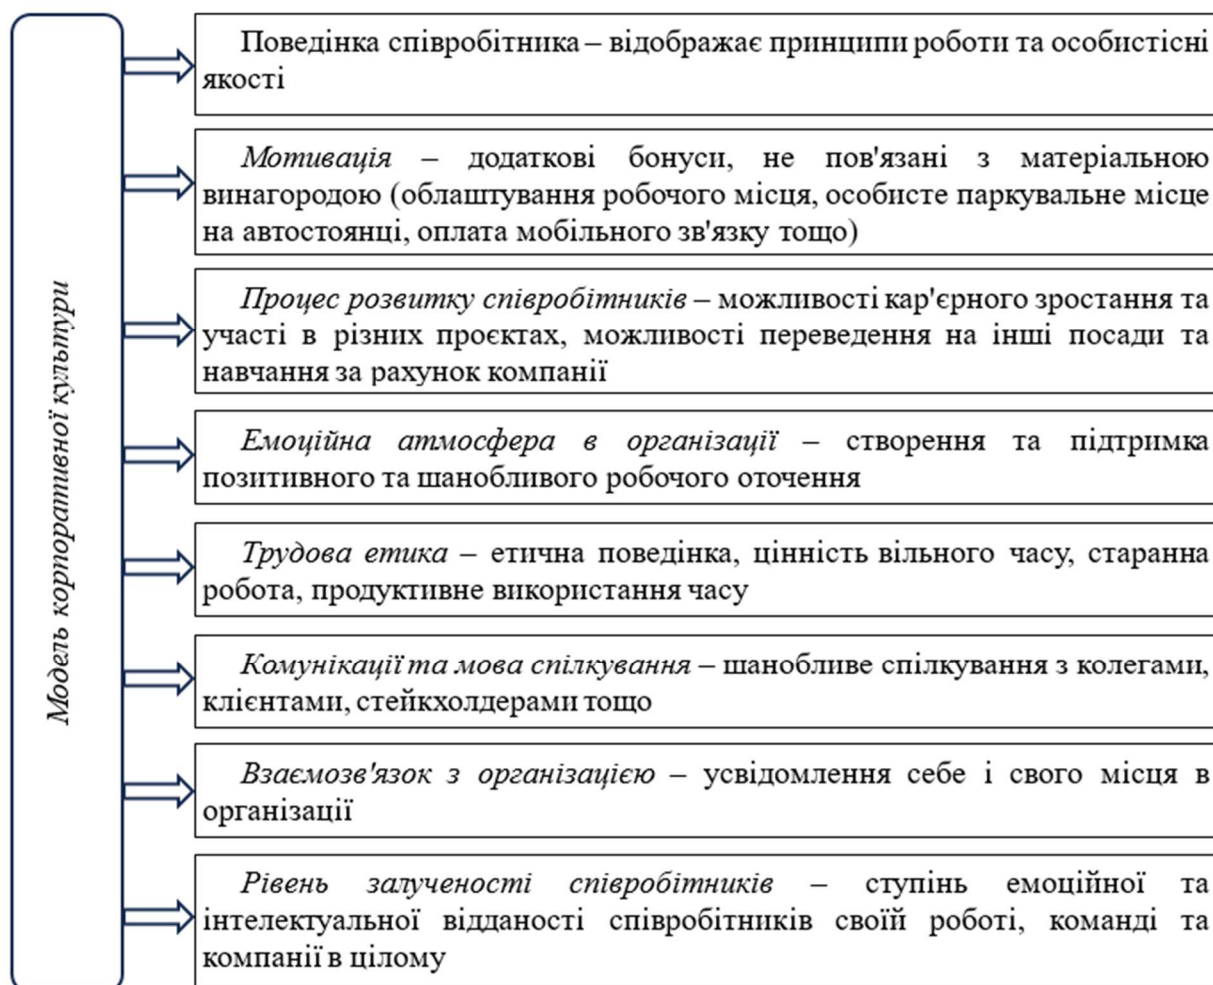 Модель корпоративної культури
Поведінка співробітника – відображає принципи роботи та особистісні
якості
Мотивація – додаткові бонуси, не пов'язані з матеріальною
винагородою (облаштування робочого місця, особисте паркувальне місце
на автостоянці, оплата мобільного зв'язку тощо)
Процес розвитку співробітників – можливості кар'єрного зростання та
участі в різних проєктах, можливості переведення на інші посади та
навчання за рахунок компанії
Емоційна атмосфера в організації – створення та підтримка
позитивного та шанобливого робочого оточення
Трудова етика – етична поведінка, цінність вільного часу, старанна
робота, продуктивне використання часу
Комунікації та мова спілкування – шанобливе спілкування з колегами,
клієнтами, стейкхолдерами тощо
Взаємозв'язок з організацією – усвідомлення себе і свого місця в
організації
Рівень залученості співробітників – ступінь емоційної та
інтелектуальної відданості співробітників своїй роботі, команді та
компанії в цілому